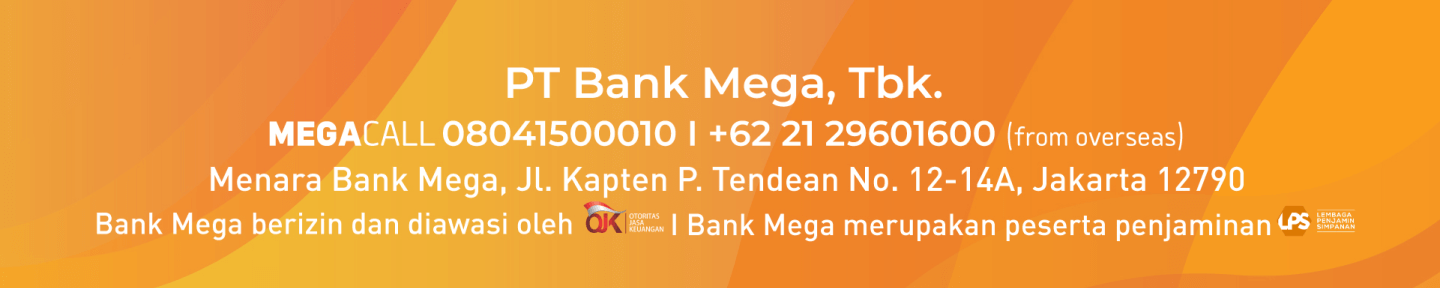 PT Bank Mega, Tbk.
MEGACALL 08041500010 I +62 21 29601600 (from overseas)
Menara Bank Mega, Jl. Kapten P. Tendean No. 12-14A, Jakarta 12790
Bank Mega berizin dan diawasi oleh OJK OTORITAS JASA KEUANGAN I Bank Mega merupakan peserta penjaminan LPS LEMBAGA PENJAMIN SIMPANAN